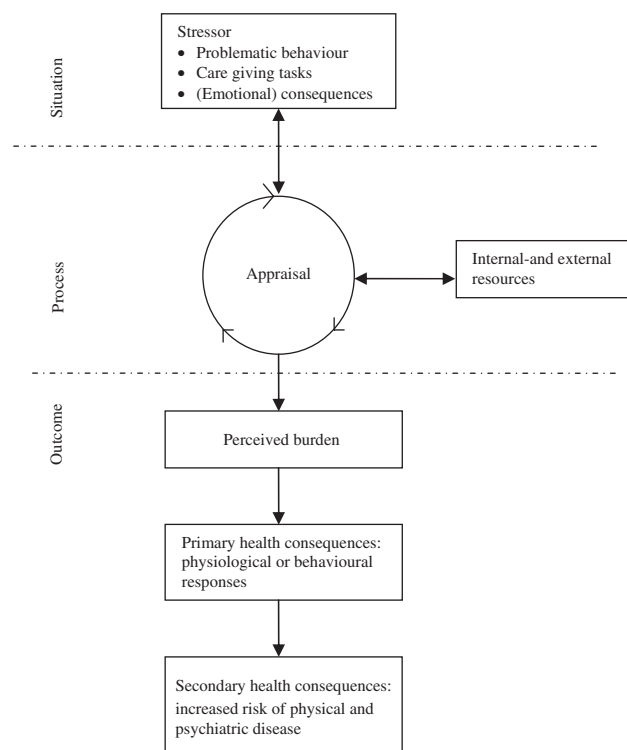 Stressor
• Problematic behaviour
• Care giving tasks
• (Emotional) consequences
Situation
Appraisal
Internal-and external
resources
Process
Perceived burden
Outcome
Primary health consequences:
physiological or behavioural
responses
Secondary health consequences:
increased risk of physical and
psychiatric disease